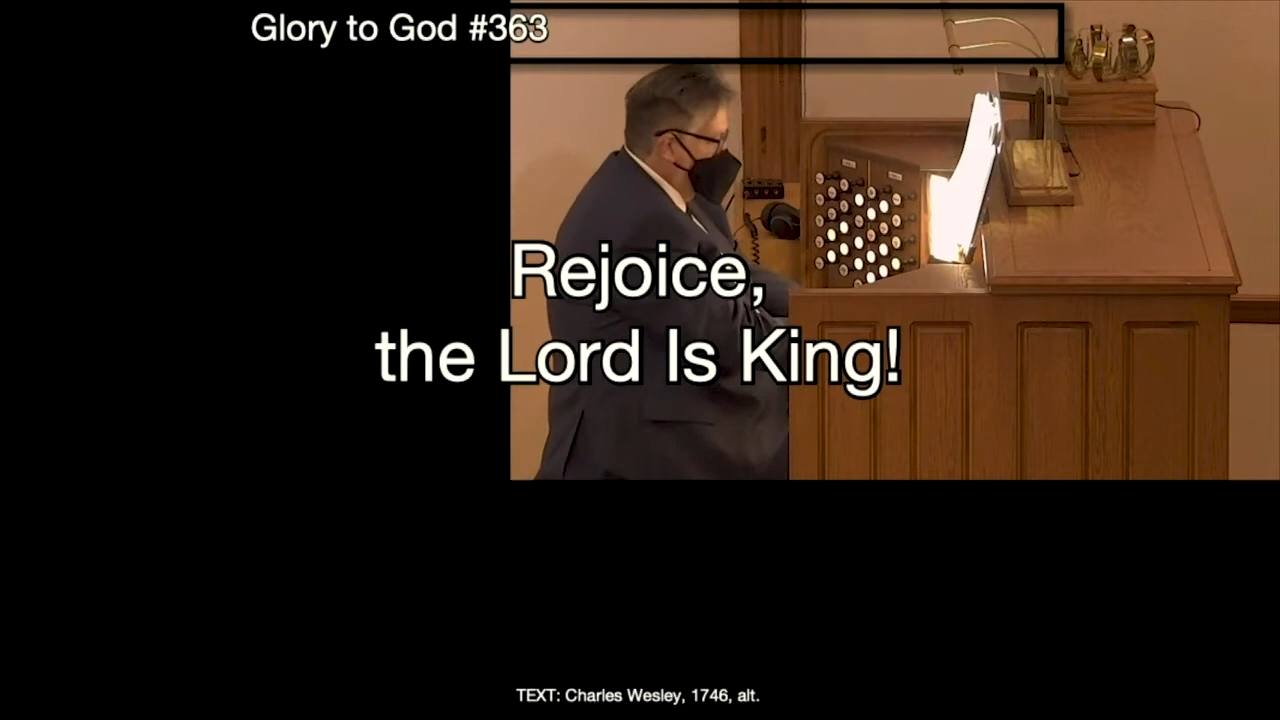 Glory to God #363
Rejoice,
the Lord Is King!
TEXT: Charles Wesley, 1746, alt.